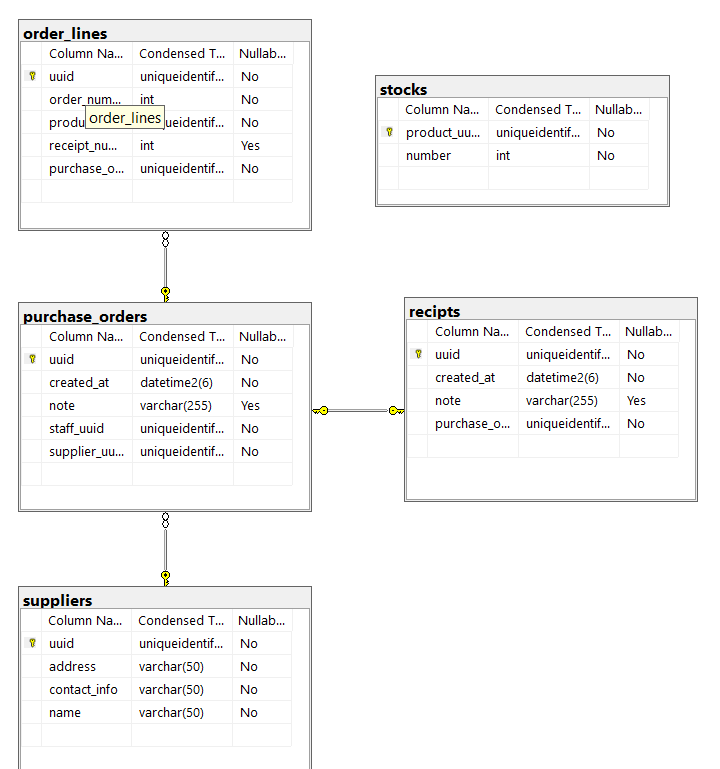 order_lines
Column Na... Condensed T... Nullab...
uuid uniqueidentif... No
order_num... int No
produ ueidentif... No
order_lines
receipt_nu... int Yes
purchase_o... uniqueidentif... No
stocks
Column Na... Condensed T... Nullab...
product_uu... uniqueidentif... No
number int No
purchase_orders
Column Na... Condensed T... Nullab...
uuid uniqueidentif... No
created_at datetime2(6) No
note varchar(255) Yes
staff_uuid uniqueidentif... No
supplier_uu... uniqueidentif... No
recipts
Column Na... Condensed T... Nullab...
uuid uniqueidentif... No
created_at datetime2(6) No
note varchar(255) Yes
purchase_o... uniqueidentif... No
suppliers
Column Na... Condensed T... Nullab...
uuid uniqueidentif... No
address varchar(50) No
contact_info varchar(50) No
name varchar(50) No